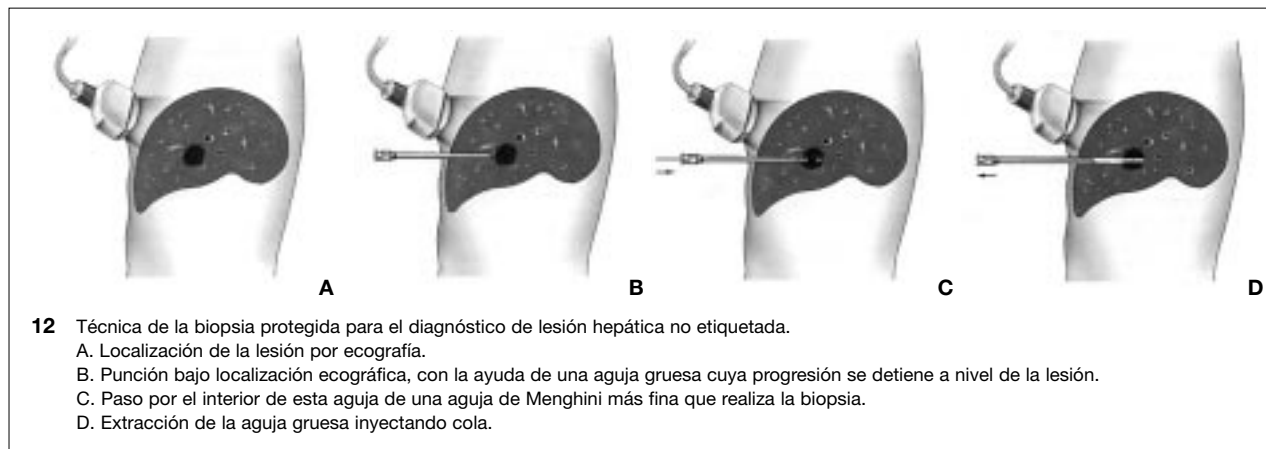 A B C D
12 Técnica de la biopsia protegida para el diagnóstico de lesión hepática no etiquetada.
A. Localización de la lesión por ecografía.
B. Punción bajo localización ecográfica, con la ayuda de una aguja gruesa cuya progresión se detiene a nivel de la lesión.
C. Paso por el interior de esta aguja de una aguja de Menghini más fina que realiza la biopsia.
D. Extracción de la aguja gruesa inyectando cola.